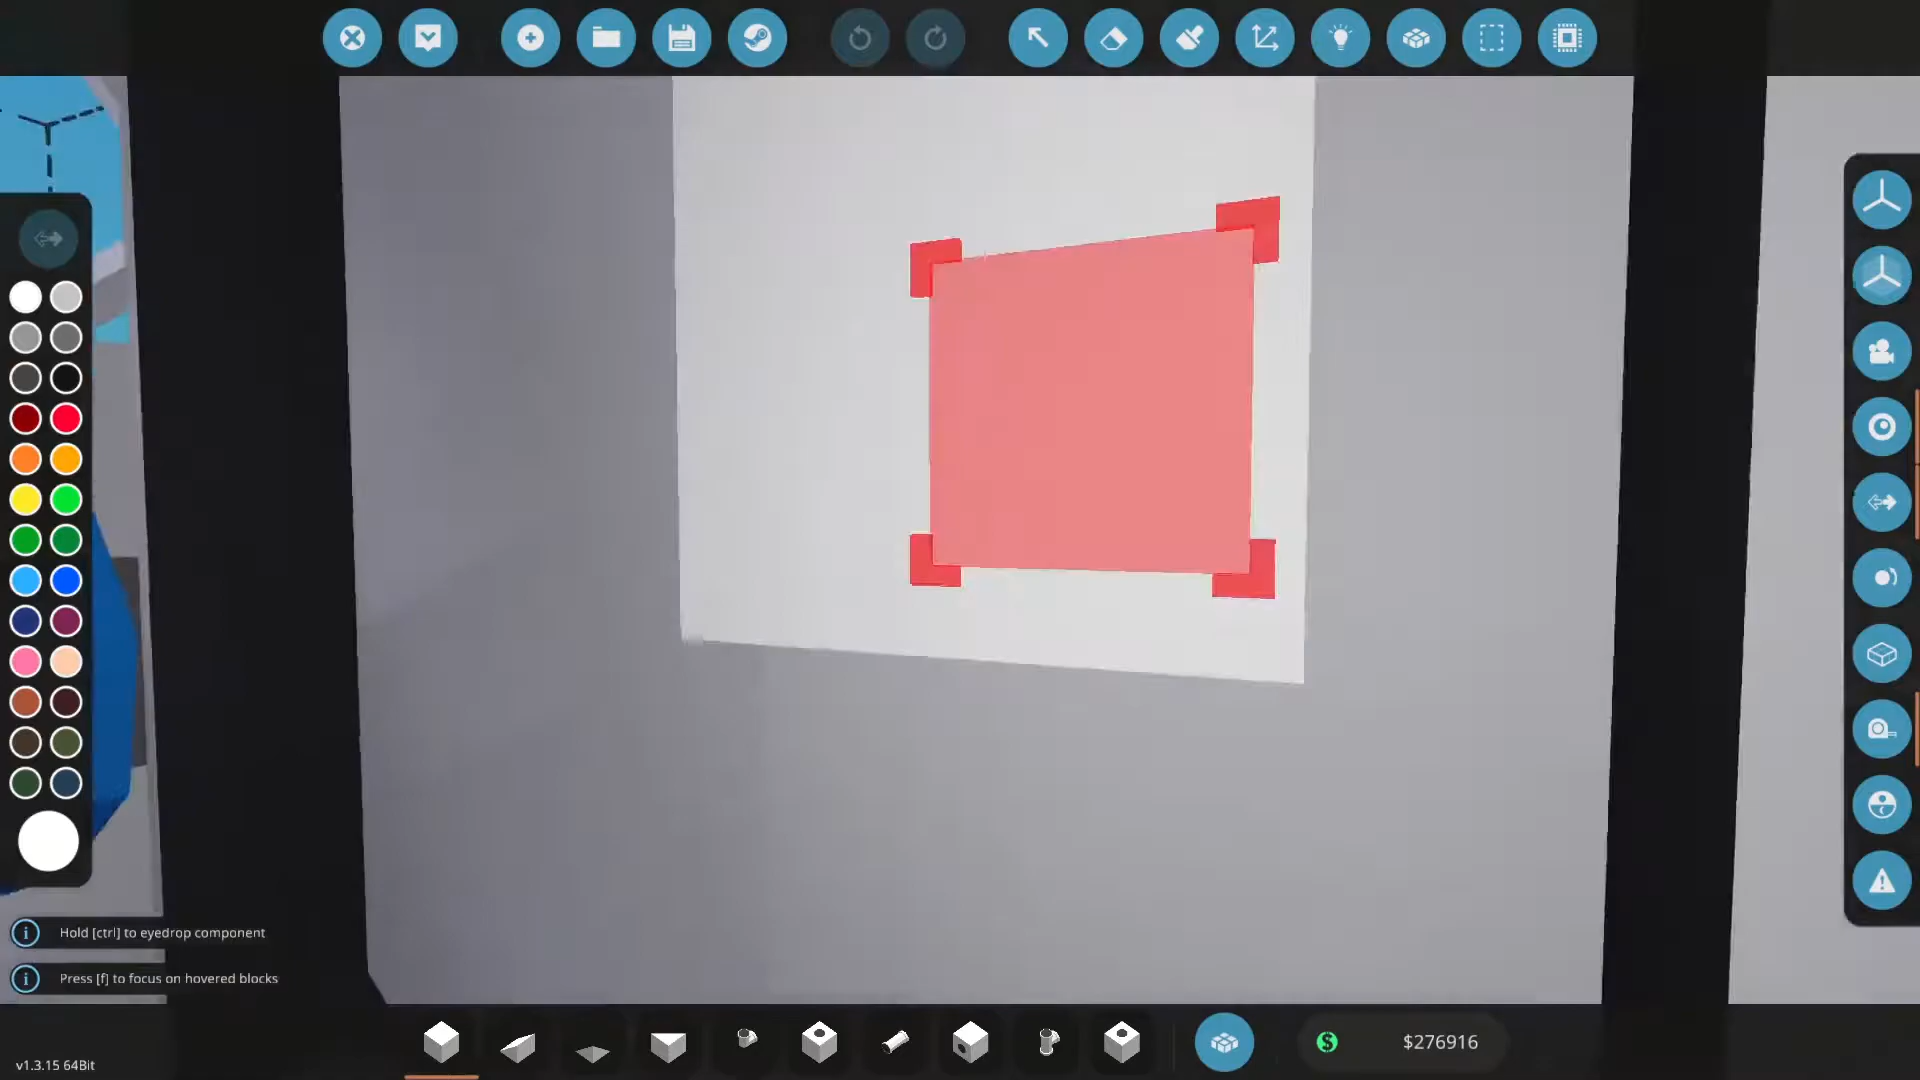 Hold [ctrl] to eyedrop component
Press [f] to focus on hovered blocks
v1.3.15 64Bit
$276916